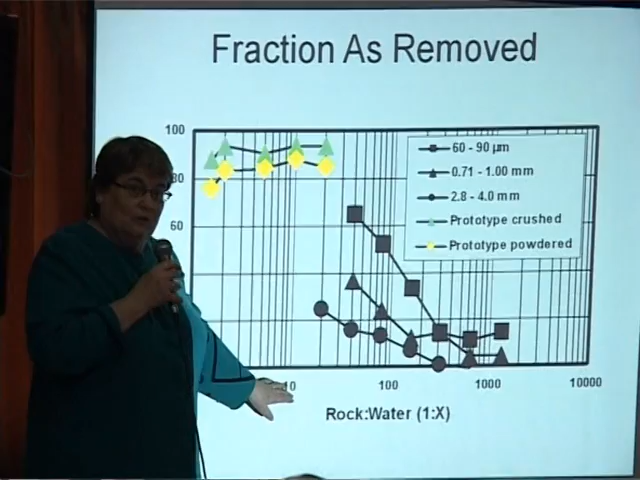 Fraction As Removed
100
80
60
60 - 90 µm
0.71 - 1.00 mm
2.8 - 4.0 mm
Prototype crushed
Prototype powdered
10
100
1000
10000
Rock:Water (1:X)